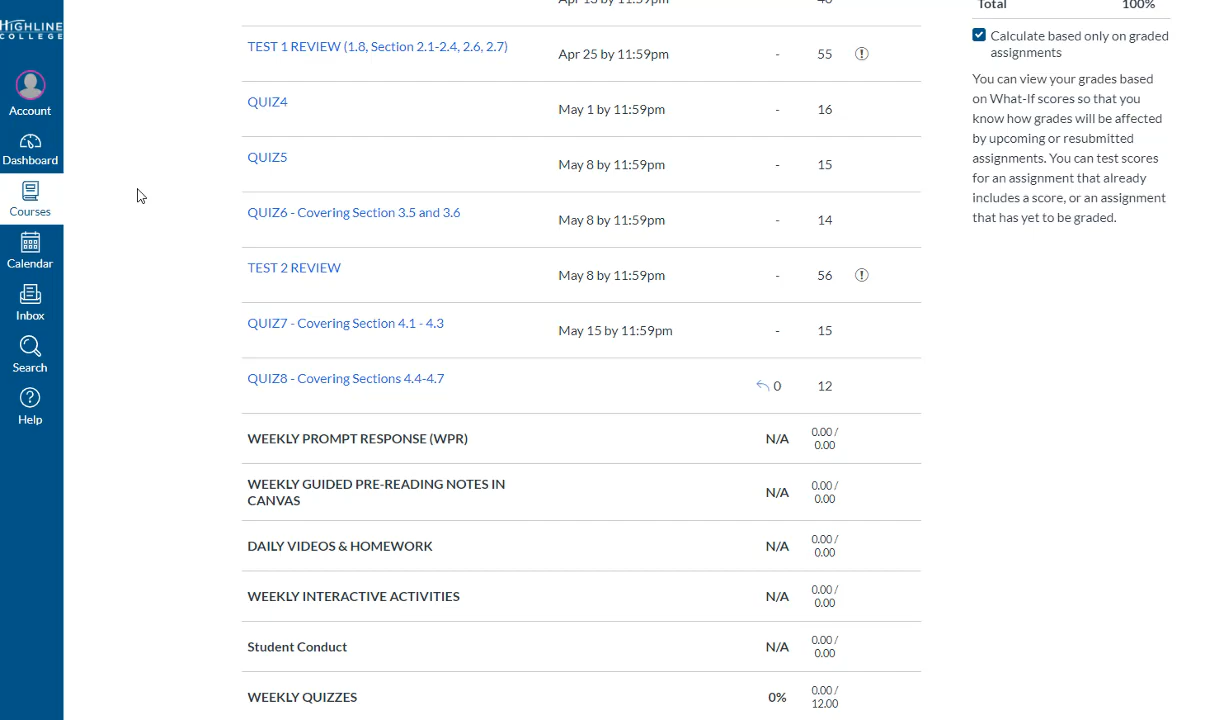 Apr 13 by 11:59pm 40
Total 100%
HIGHLINE
COLLEGE
Account
Dashboard
Courses
Calendar
Inbox
Search
Help
TEST 1 REVIEW (1.8, Section 2.1-2.4, 2.6, 2.7) Apr 25 by 11:59pm - 55
QUIZ4 May 1 by 11:59pm - 16
QUIZ5 May 8 by 11:59pm - 15
QUIZ6 - Covering Section 3.5 and 3.6 May 8 by 11:59pm - 14
TEST 2 REVIEW May 8 by 11:59pm - 56
QUIZ7 - Covering Section 4.1 - 4.3 May 15 by 11:59pm - 15
QUIZ8 - Covering Sections 4.4-4.7 0 12
WEEKLY PROMPT RESPONSE (WPR) N/A 0.00 /
0.00
WEEKLY GUIDED PRE-READING NOTES IN
CANVAS N/A 0.00 /
0.00
DAILY VIDEOS & HOMEWORK N/A 0.00 /
0.00
WEEKLY INTERACTIVE ACTIVITIES N/A 0.00 /
0.00
Student Conduct N/A 0.00 /
0.00
WEEKLY QUIZZES 0% 0.00 /
12.00
Calculate based only on graded
assignments
You can view your grades based
on What-If scores so that you
know how grades will be affected
by upcoming or resubmitted
assignments. You can test scores
for an assignment that already
includes a score, or an assignment
that has yet to be graded.